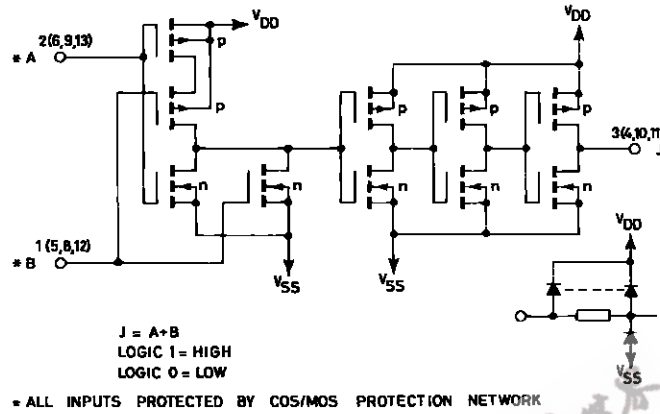 VDD
2(6,9,13)
* A
p
p
n
n
1(5,8,12)
* B
VSS
VDD
p
p
p
n
n
n
3(4,10,11
J
VSS
VDD
VSS
J = A+B
LOGIC 1 = HIGH
LOGIC 0 = LOW
* ALL INPUTS PROTECTED BY COS/MOS PROTECTION NETWORK